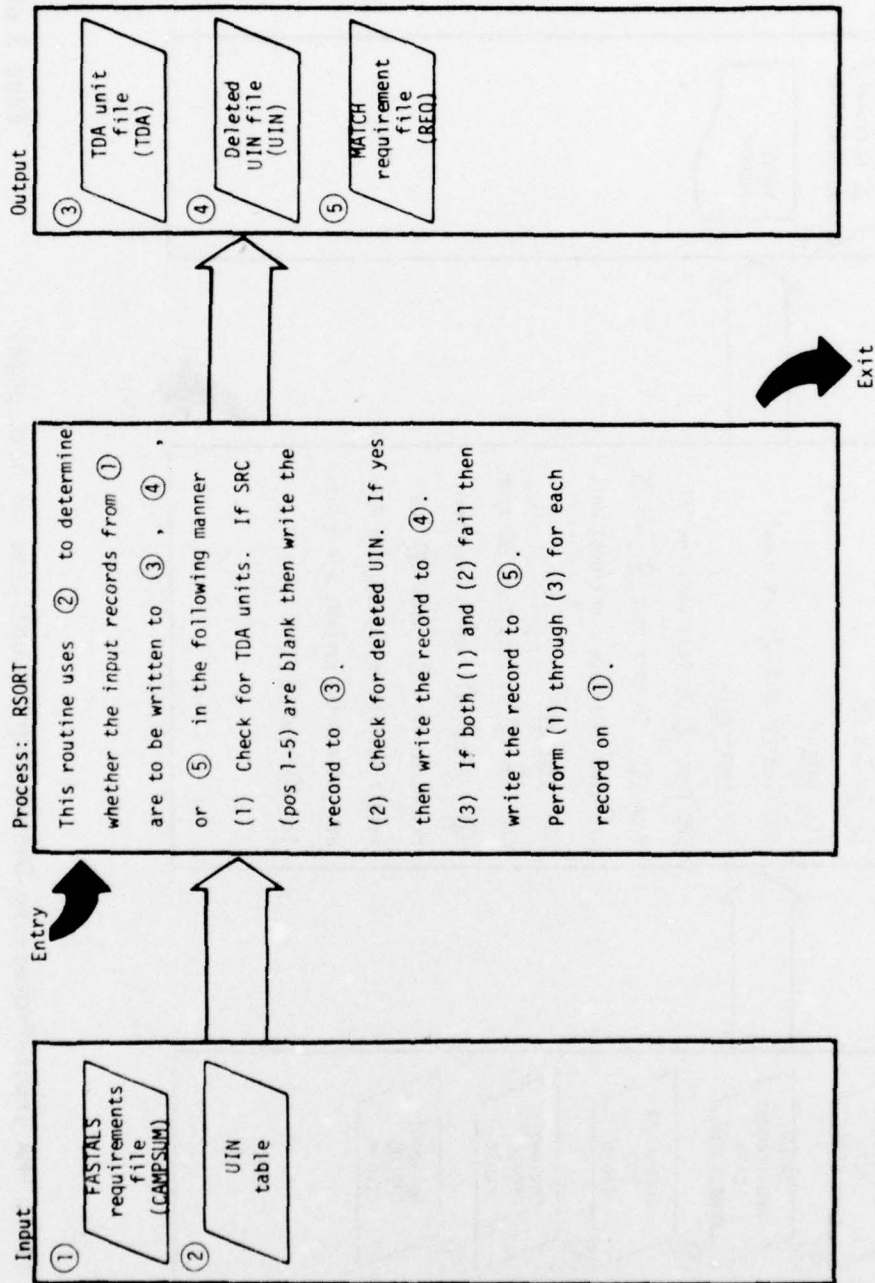 Input
①
FASTALS
requirements
file
(CAMPSUM)
②
UIN
table
Entry
Process: RSORT
This routine uses ② to determine
whether the input records from ①
are to be written to ③, ④,
or ⑤ in the following manner
(1) Check for TDA units. If SRC
(pos 1-5) are blank then write the
record to ③.
(2) Check for deleted UIN. If yes
then write the record to ④.
(3) If both (1) and (2) fail then
write the record to ⑤.
Perform (1) through (3) for each
record on ①.
Exit
Output
③
TDA unit
file
(TDA)
④
Deleted
UIN file
(UIN)
⑤
MATCH
requirement
file
(REQ)